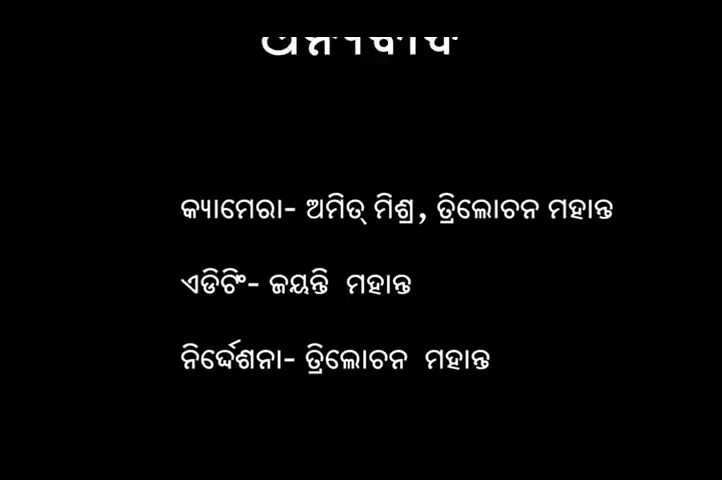 କ୍ୟାମେରା- ଅମିତ୍ ମିଶ୍ର, ତ୍ରିଲୋଚନ ମହାନ୍ତ
ଏଡିଟିଂ- ଜୟନ୍ତି ମହାନ୍ତ
ନିର୍ଦ୍ଦେଶନା- ତ୍ରିଲୋଚନ ମହାନ୍ତ